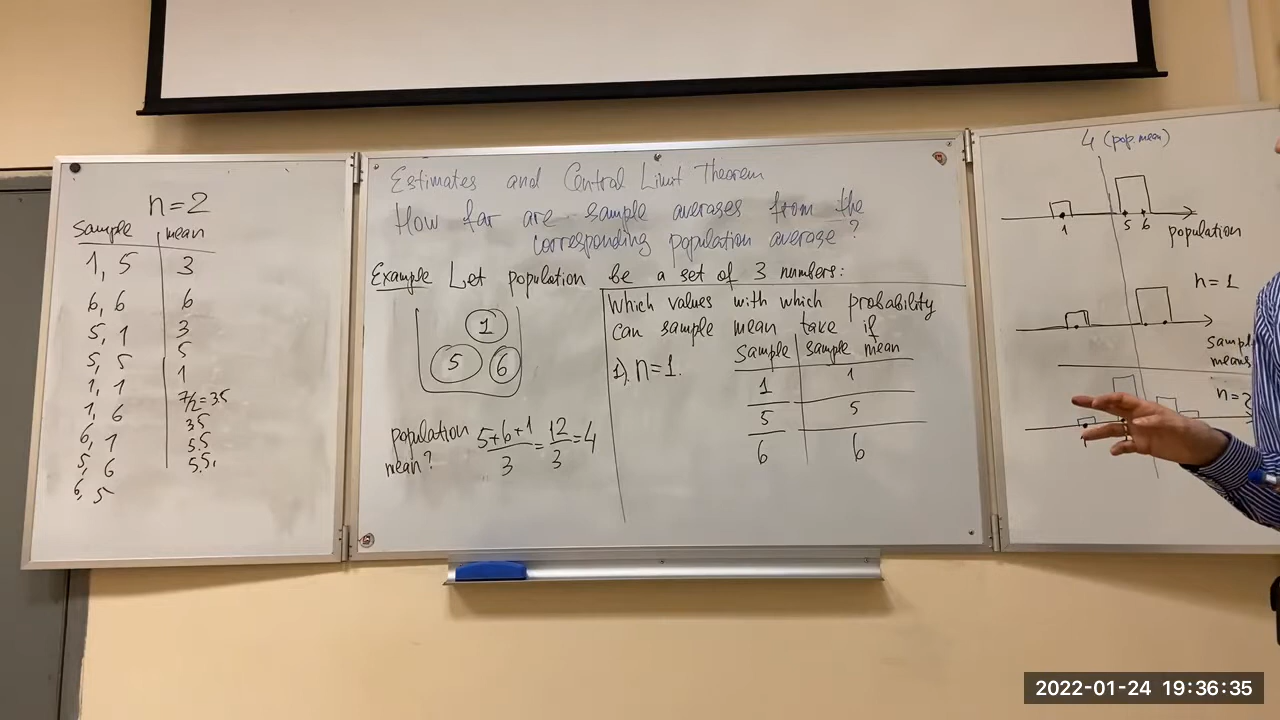 n=2
Sample mean
1, 5 3
6, 6 6
5, 1 3
5, 5 5
1, 1 1
1, 6 7/2=35
6, 1 35
5, 6 5.5
6, 5 5.5,
Estimates and Central Limit Theorem
How far are sample averages from the
corresponding population average?
Example Let population be a set of 3 numbers:
1
5 6
population mean? 5+6+1/3=12/3=4
Which values with which probability
can sample mean take if
1). n=1.
Sample sample mean
1 1
5 5
6 6
4 (pop. mean)
1 5 6
population
n=1
sampl
means
n=2
2022-01-24 19:36:35